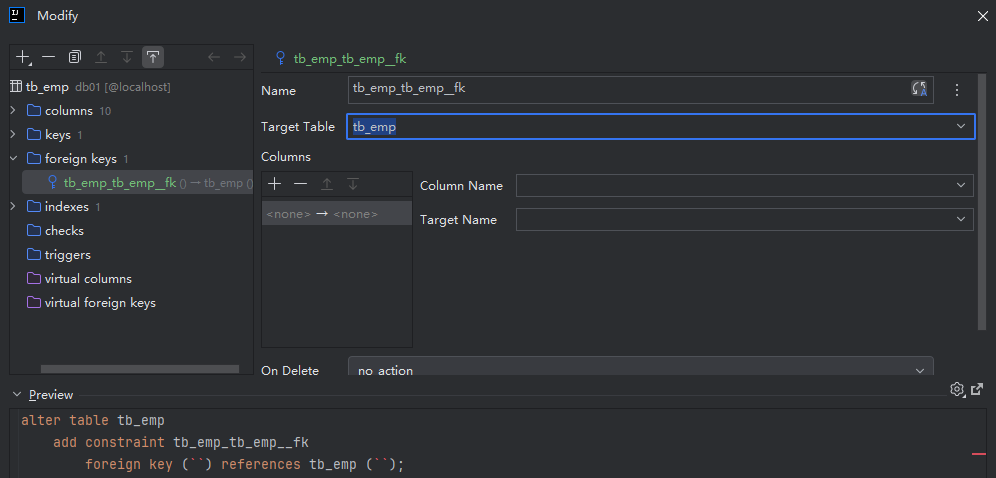 IJ Modify
tb_emp_tb_emp__fk
tb_emp db01 [@localhost]
columns 10
keys 1
foreign keys 1
tb_emp_tb_emp__fk () → tb_emp ()
indexes 1
checks
triggers
virtual columns
virtual foreign keys
Name tb_emp_tb_emp__fk
Target Table tb_emp
Columns
<none> → <none>
Column Name
Target Name
On Delete no action
Preview
alter table tb_emp
add constraint tb_emp_tb_emp__fk
foreign key (``) references tb_emp (``);